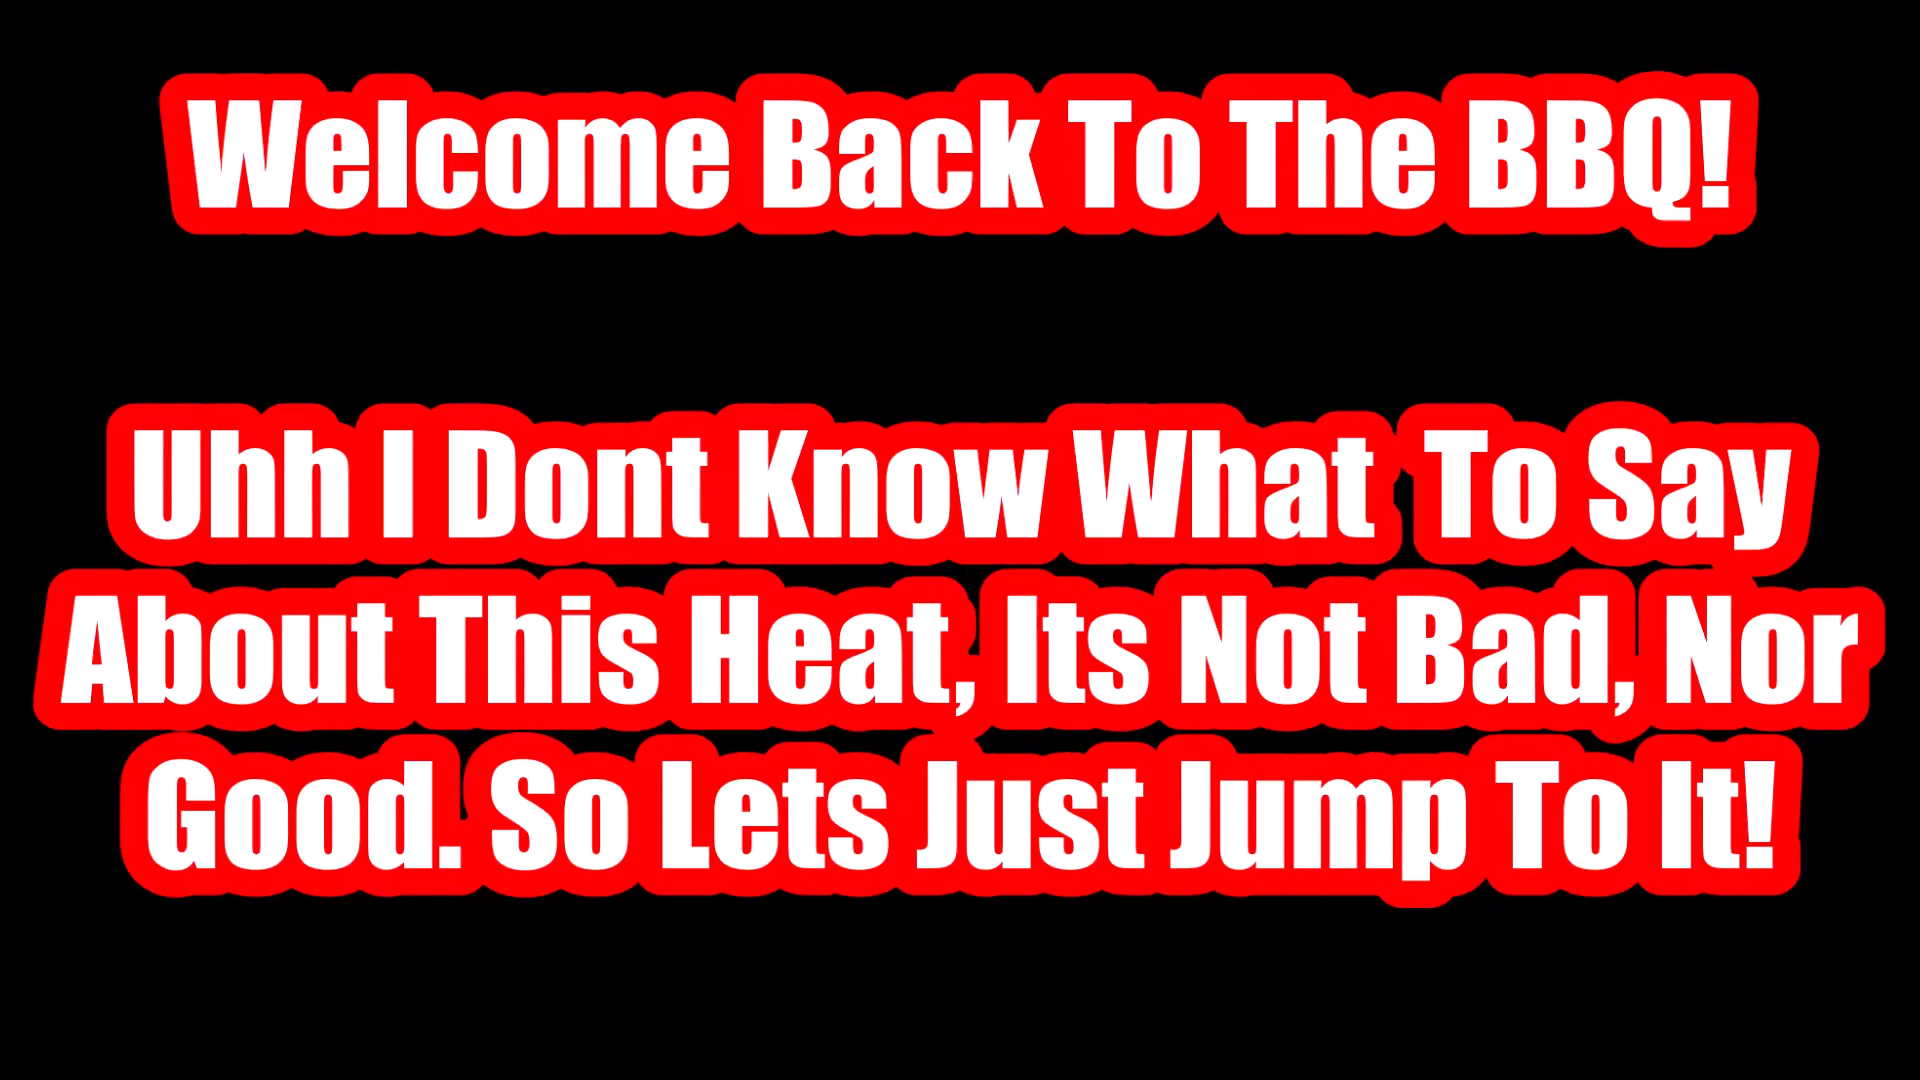 Welcome Back To The BBQ!
Uhh I Dont Know What  To Say
About This Heat, Its Not Bad, Nor
Good. So Lets Just Jump To It!